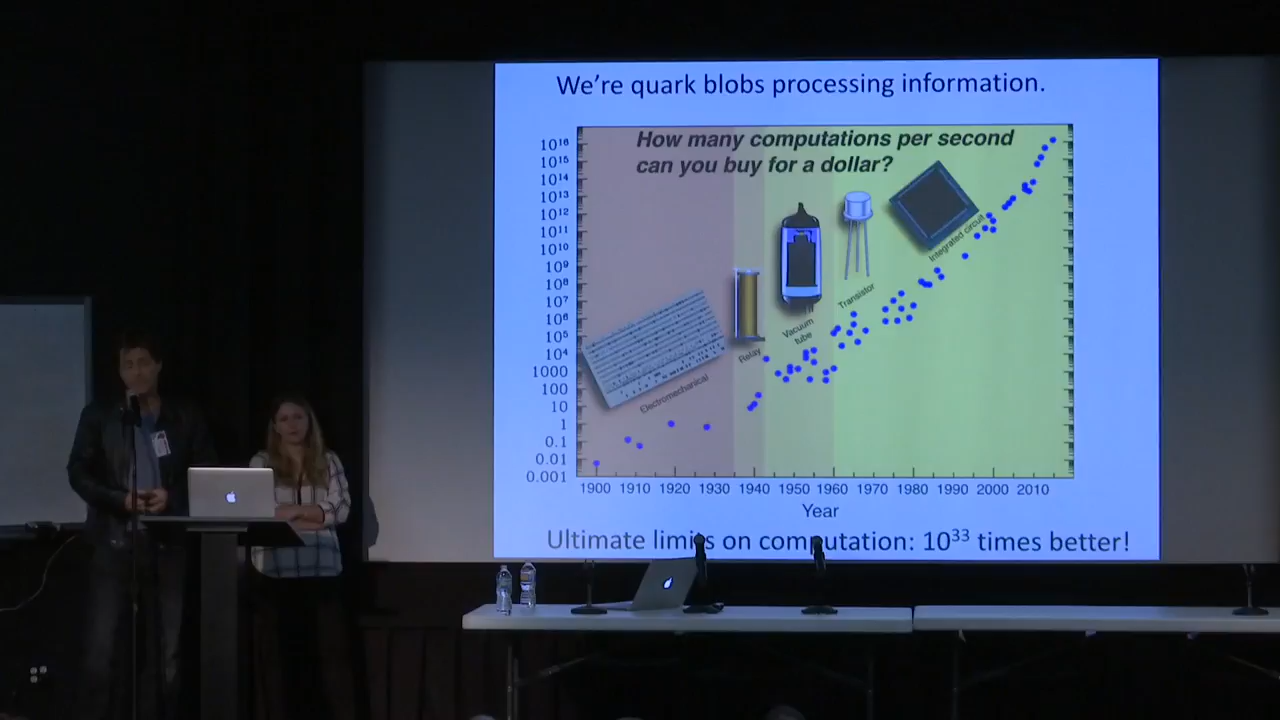 We're quark blobs processing information.
How many computations per second
can you buy for a dollar?
10¹⁶
10¹⁵
10¹⁴
10¹³
10¹²
10¹¹
10¹⁰
10⁹
10⁸
10⁷
10⁶
10⁵
10⁴
1000
100
10
1
0.1
0.01
0.001
Electromechanical
Relay
Vacuum
tube
Transistor
Integrated circuit
1900 1910 1920 1930 1940 1950 1960 1970 1980 1990 2000 2010
Year
Ultimate limits on computation: 10³³ times better!